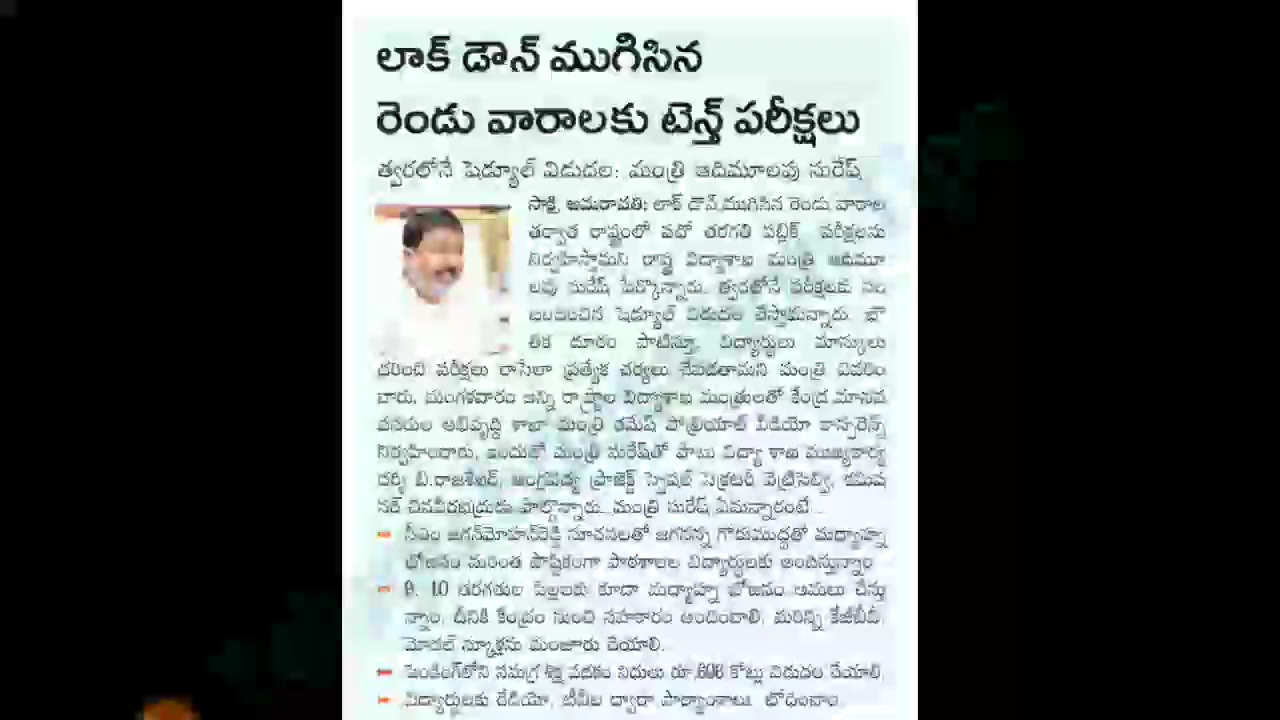 లాక్ డౌన్ ముగిసిన
రెండు వారాలకు టెన్త్ పరీక్షలు
త్వరలోనే షెడ్యూల్ విడుదల: మంత్రి ఆదిమూలపు సురేష్
సాక్షి, అమరావతి: లాక్ డౌన్ ముగిసిన రెండు వారాల
తర్వాత రాష్ట్రంలో పదో తరగతి పబ్లిక్ పరీక్షలను
నిర్వహిస్తామని రాష్ట్ర విద్యాశాఖ మంత్రి ఆదిమూ
లపు సురేష్ పేర్కొన్నారు. త్వరలోనే పరీక్షలకు సం
బంధించిన షెడ్యూల్ విడుదల చేస్తామన్నారు. భౌ
తిక దూరం పాటిస్తూ, విద్యార్థులు మాస్కులు
ధరించి పరీక్షలు రాసేలా ప్రత్యేక చర్యలు చేపడతామని మంత్రి వివరిం
చారు. మంగళవారం అన్ని రాష్ట్రాల విద్యాశాఖ మంత్రులతో కేంద్ర మానవ
వనరుల అభివృద్ధి శాఖా మంత్రి రమేష్ పోఖ్రియాల్ వీడియో కాన్ఫరెన్స్
నిర్వహించారు. ఇందులో మంత్రి సురేష్‌తో పాటు విద్యా శాఖ ముఖ్యకార్య
దర్శి బి.రాజశేఖర్, ఆంగ్లవిద్య ప్రాజెక్ట్ స్పెషల్ సెక్రటరీ వెట్రిసెల్వి, కమిష
నర్ చినవీరభద్రుడు పాల్గొన్నారు. మంత్రి సురేష్ ఏమన్నారంటే..
సీఎం జగన్‌మోహన్‌రెడ్డి సూచనలతో జగనన్న గోరుముద్దతో మధ్యాహ్న
భోజనం మరింత పౌష్టికంగా పాఠశాలల విద్యార్థులకు అందిస్తున్నాం
9, 10 తరగతుల పిల్లలకు కూడా మధ్యాహ్న భోజనం అమలు చేస్తు
న్నాం. దీనికి కేంద్రం నుంచి సహకారం అందించాలి. మరిన్ని కేజీబీవీ,
మోడల్ స్కూళ్లను మంజూరు చేయాలి.
పెండింగ్‌లోని సమగ్ర శిక్ష పథకం నిధులు రూ.608 కోట్లు విడుదల చేయాలి.
విద్యార్థులకు రేడియో, టీవీల ద్వారా పాఠ్యాంశాలు బోధించాం.